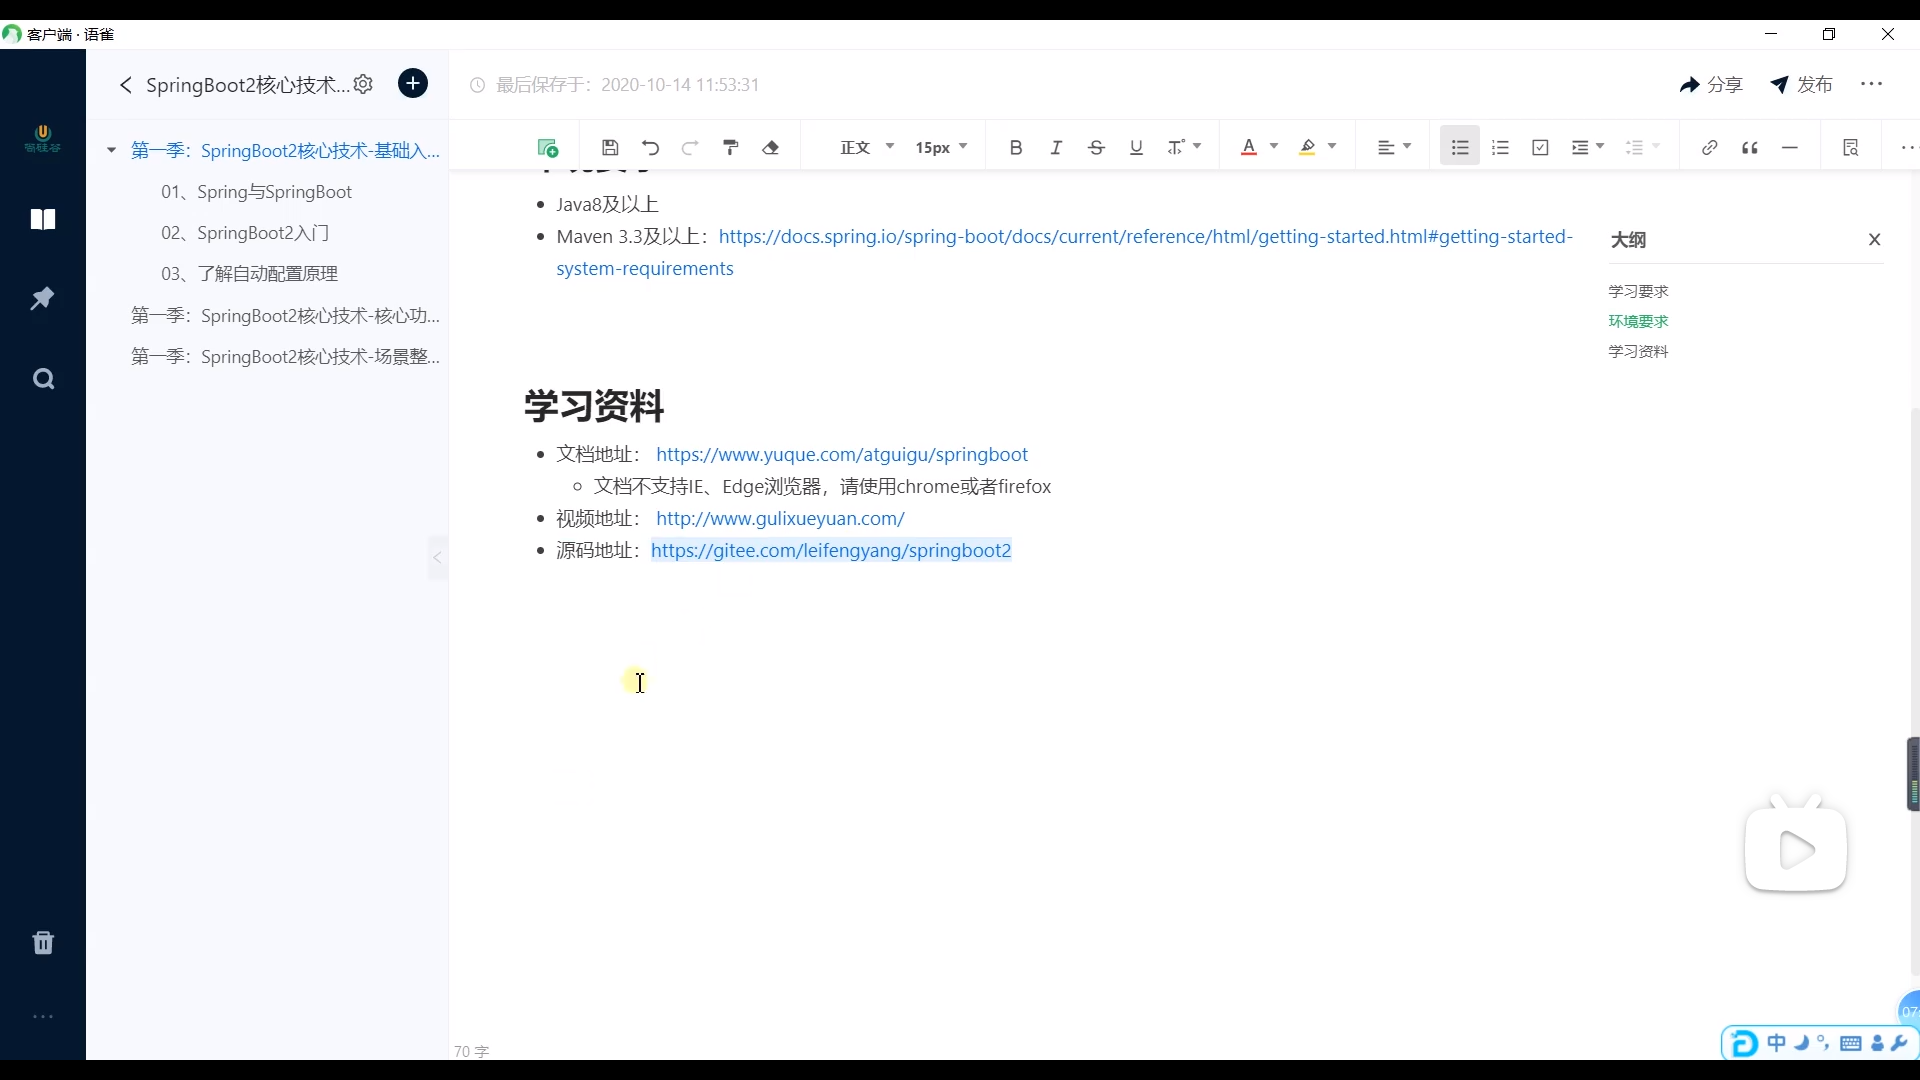 客户端 · 语雀
SpringBoot2核心技术...
最后保存于：2020-10-14 11:53:31
分享
发布
正文
15px
第一季：SpringBoot2核心技术-基础入...
01、Spring与SpringBoot
02、SpringBoot2入门
03、了解自动配置原理
第一季：SpringBoot2核心技术-核心功...
第一季：SpringBoot2核心技术-场景整...
Java8及以上
Maven 3.3及以上：https://docs.spring.io/spring-boot/docs/current/reference/html/getting-started.html#getting-started-
system-requirements
学习资料
文档地址： https://www.yuque.com/atguigu/springboot
文档不支持IE、Edge浏览器，请使用chrome或者firefox
视频地址： http://www.gulixueyuan.com/
源码地址：https://gitee.com/leifengyang/springboot2
大纲
学习要求
环境要求
学习资料
70 字
中